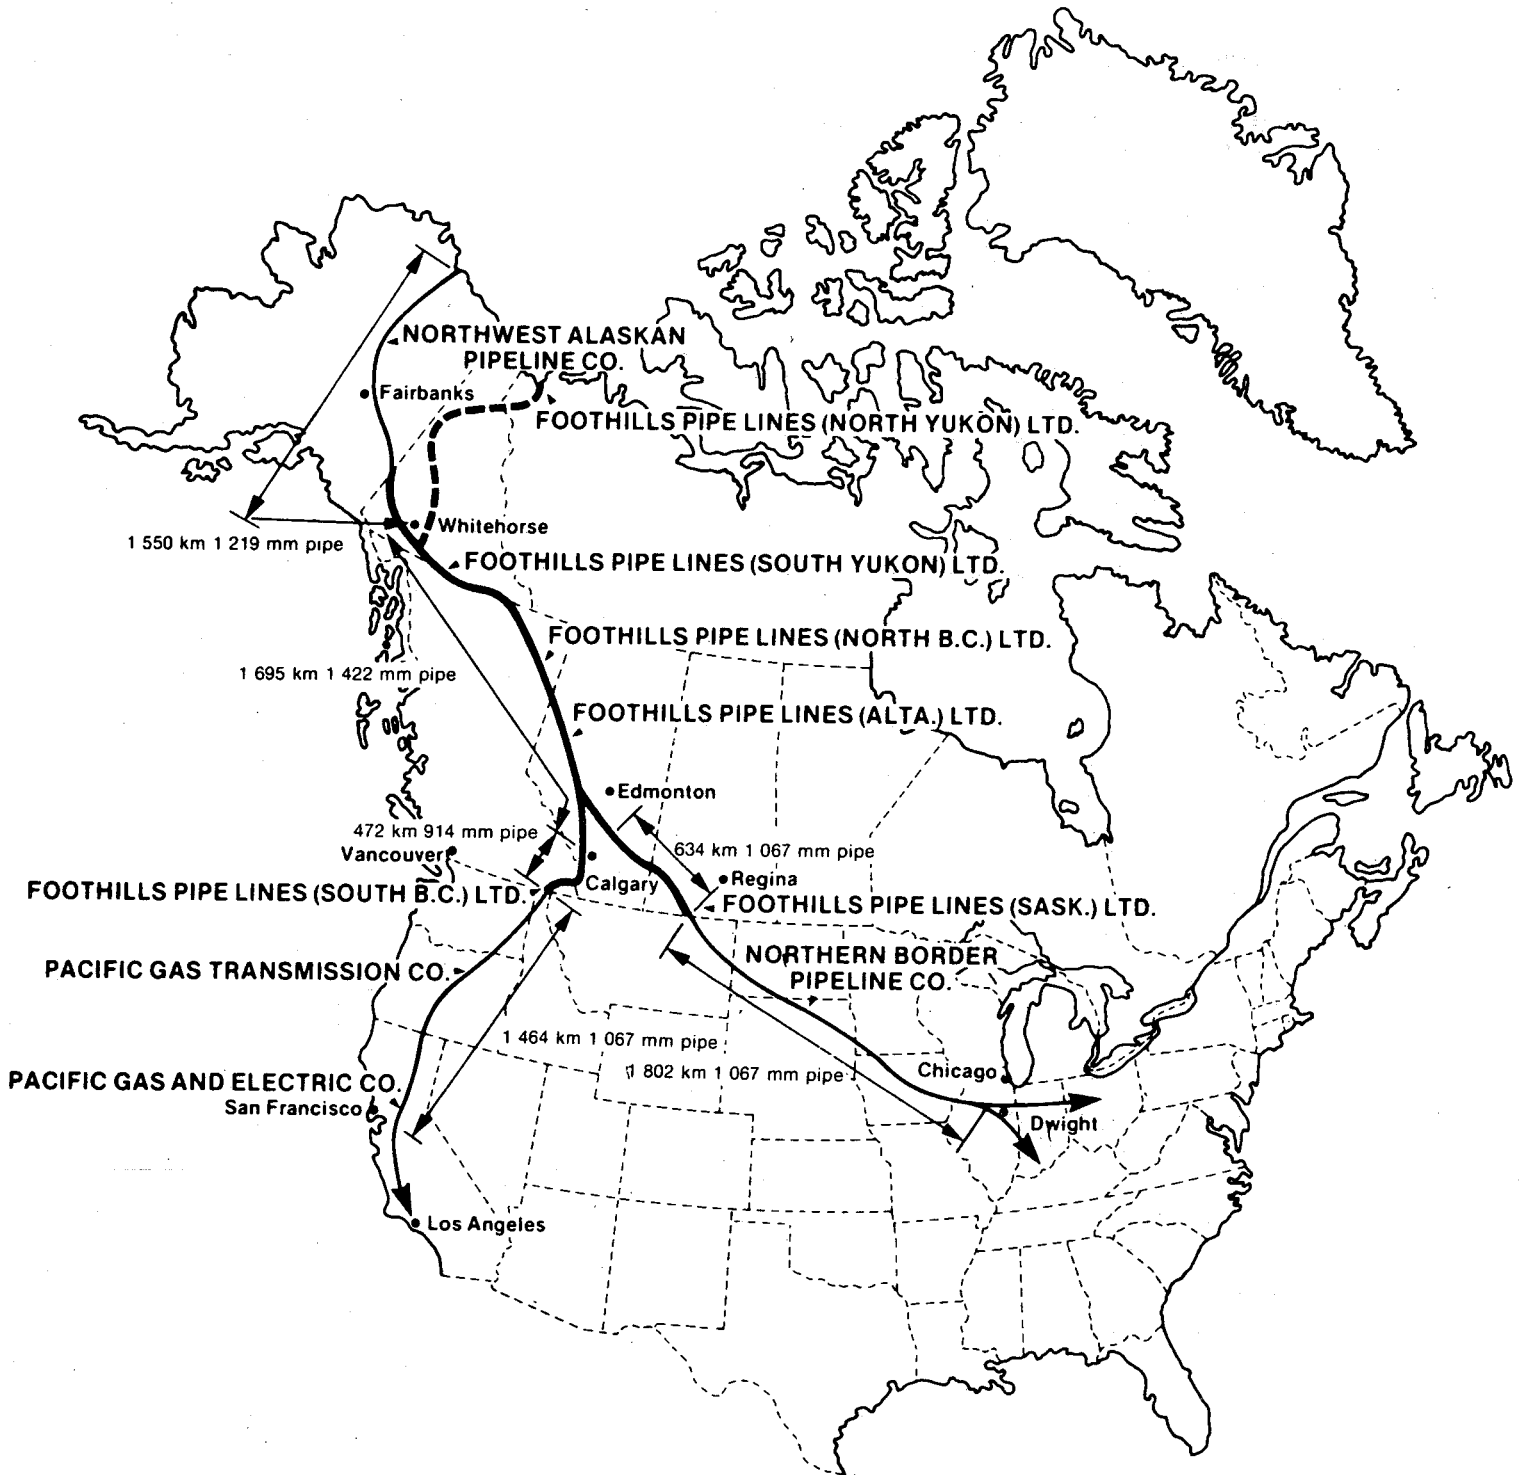 NORTHWEST ALASKAN
PIPELINE CO.
Fairbanks
FOOTHILLS PIPE LINES (NORTH YUKON) LTD.
Whitehorse
1 550 km 1 219 mm pipe
FOOTHILLS PIPE LINES (SOUTH YUKON) LTD.
FOOTHILLS PIPE LINES (NORTH B.C.) LTD.
1 695 km 1 422 mm pipe
FOOTHILLS PIPE LINES (ALTA.) LTD.
Edmonton
472 km 914 mm pipe
Vancouver
634 km 1 067 mm pipe
Calgary
Regina
FOOTHILLS PIPE LINES (SOUTH B.C.) LTD.
FOOTHILLS PIPE LINES (SASK.) LTD.
NORTHERN BORDER
PIPELINE CO.
PACIFIC GAS TRANSMISSION CO.
1 464 km 1 067 mm pipe
1 802 km 1 067 mm pipe
Chicago
PACIFIC GAS AND ELECTRIC CO.
San Francisco
Dwight
Los Angeles